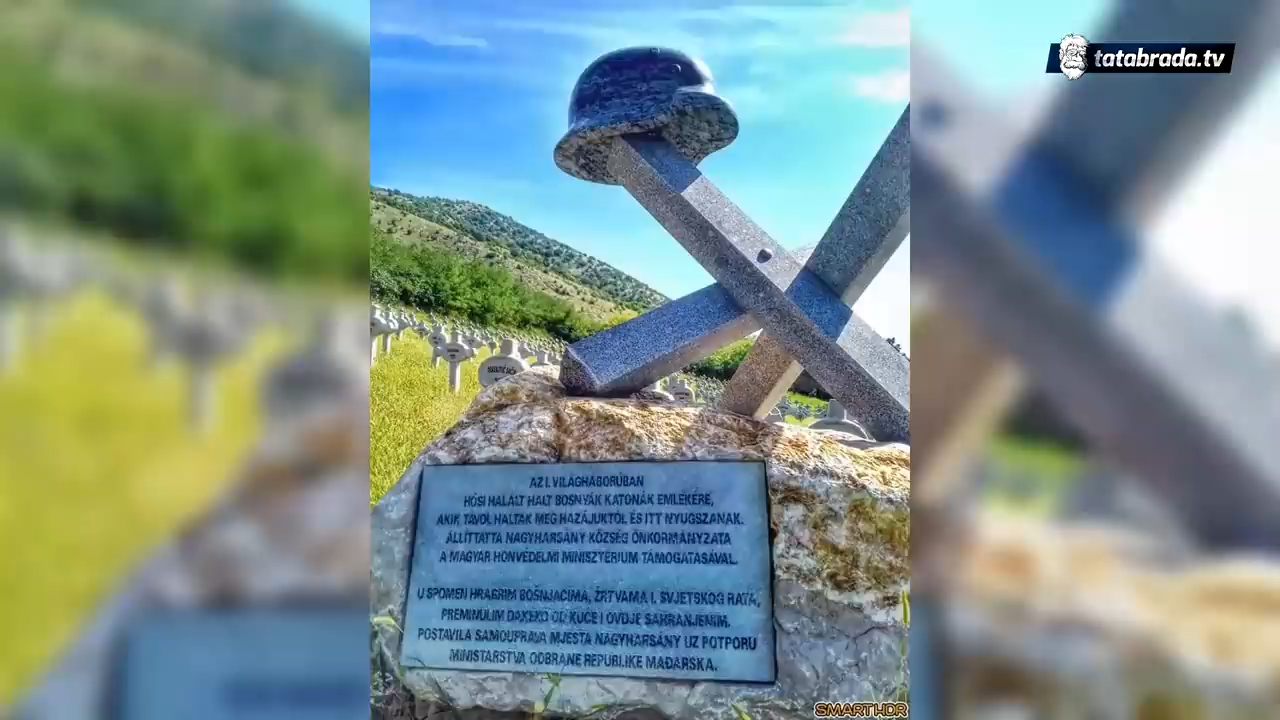 tatabrada.tv
AZ I. VILÁGHÁBORÚBAN
HŐSI HALÁLT HALT BOSNYÁK KATONÁK EMLÉKÉRE,
AKIK TÁVOL HALTAK MEG HAZÁJUKTÓL ÉS ITT NYUGSZANAK.
ÁLLÍTTATTA NAGYHARSÁNY KÖZSÉG ÖNKORMÁNYZATA
A MAGYAR HONVÉDELMI MINISZTÉRIUM TÁMOGATÁSÁVAL.
U SPOMEN HRABRIM BOŠNJACIMA, ŽRTVAMA I. SVJETSKOG RATA,
PREMINULIM DALEKO OD KUĆE I OVDJE SAHRANJENIM.
POSTAVILA SAMOUPRAVA MJESTA NAGYHARSÁNY UZ POTPORU
MINISTARSTVA ODBRANE REPUBLIKE MAĐARSKA.
SMARTHDR